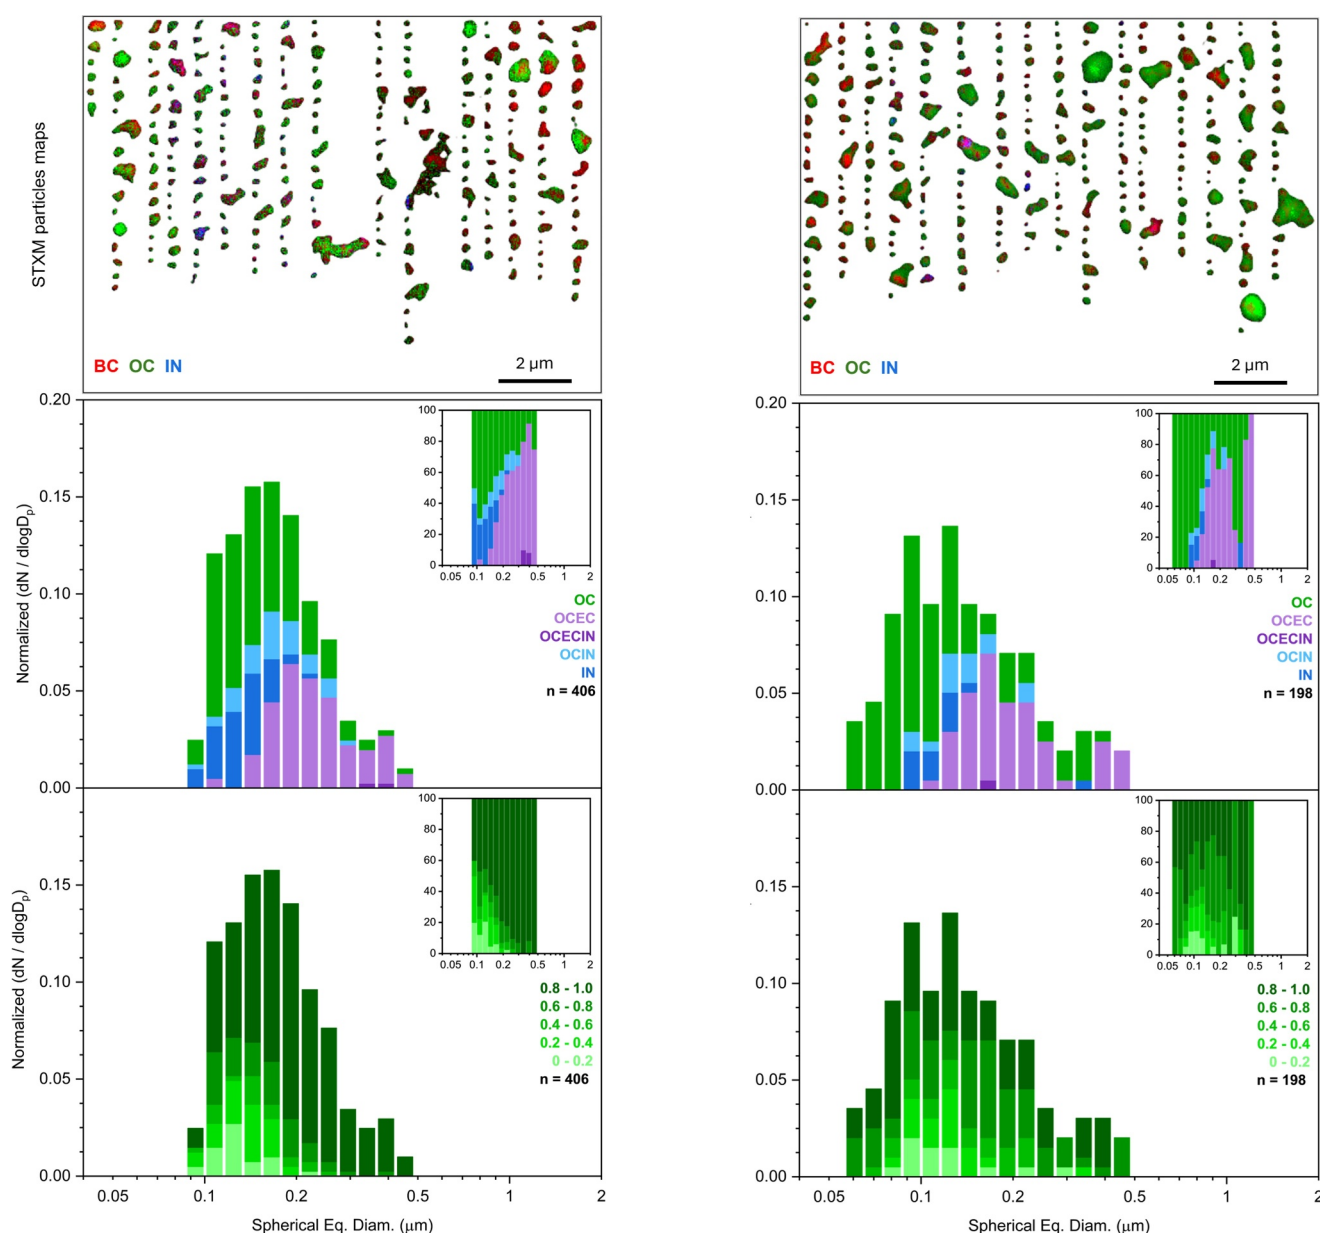 STXM particles maps
BC OC IN
2 µm
BC OC IN
2 µm
Normalized (dN / dlogDp)
0.20
0.15
0.10
0.05
0.00
100
80
60
40
20
0
0.05 0.1 0.2 0.5 1 2
OC
OCEC
OCECIN
OCIN
IN
n = 406
0.20
0.15
0.10
0.05
0.00
100
80
60
40
20
0
0.05 0.1 0.2 0.5 1 2
OC
OCEC
OCECIN
OCIN
IN
n = 198
Normalized (dN / dlogDp)
0.15
0.10
0.05
0.00
100
80
60
40
20
0
0.05 0.1 0.2 0.5 1 2
0.8 - 1.0
0.6 - 0.8
0.4 - 0.6
0.2 - 0.4
0 - 0.2
n = 406
0.05 0.1 0.2 0.5 1 2
Spherical Eq. Diam. (µm)
0.15
0.10
0.05
0.00
100
80
60
40
20
0
0.05 0.1 0.2 0.5 1 2
0.8 - 1.0
0.6 - 0.8
0.4 - 0.6
0.2 - 0.4
0 - 0.2
n = 198
0.05 0.1 0.2 0.5 1 2
Spherical Eq. Diam. (µm)